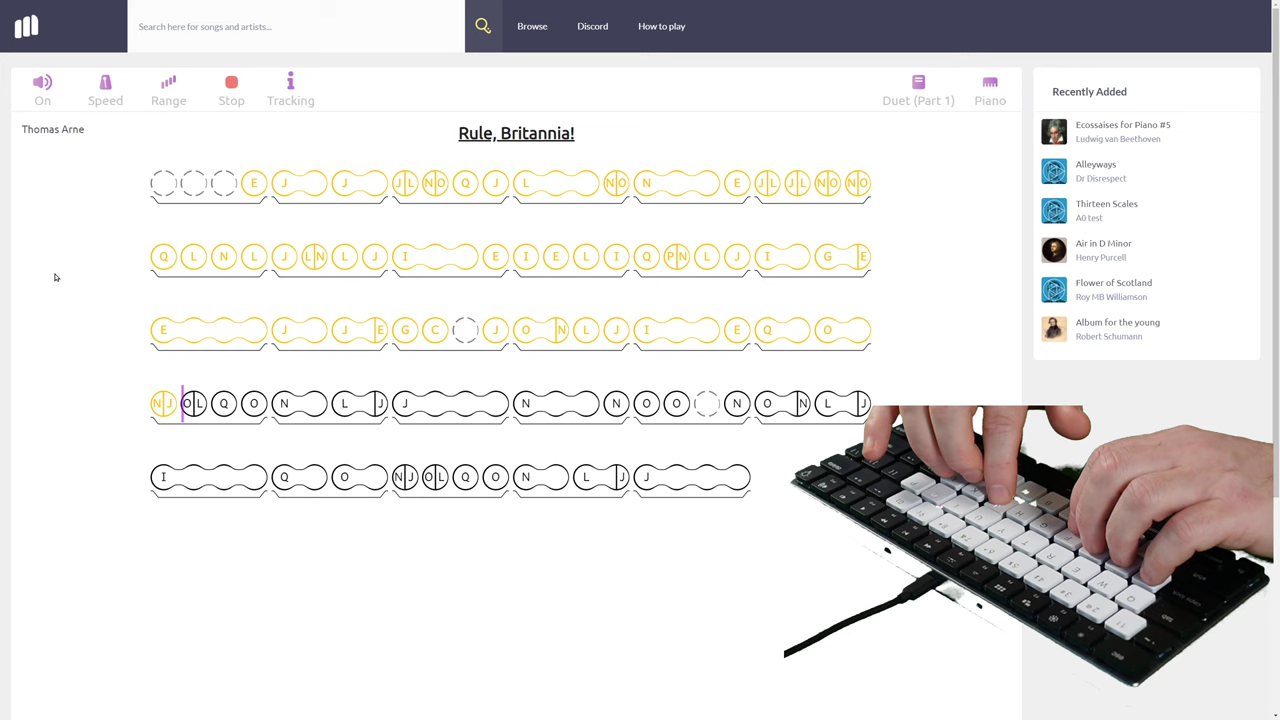 Search here for songs and artists...
Browse
Discord
How to play
On
Speed
Range
Stop
Tracking
Duet (Part 1)
Piano
Thomas Arne
Rule, Britannia!
E J J J L N O Q J L N O N E J L J L N O N O
Q L N L J L N L J I E I E L I Q P N L J I G E
E J J E G C J O N L J I E Q O
N J O L Q O N L J J N N O O N O N L J
I Q O N J O L Q O N L J J
Recently Added
Ecossaises for Piano #5
Ludwig van Beethoven
Alleyways
Dr Disrespect
Thirteen Scales
A0 test
Air in D Minor
Henry Purcell
Flower of Scotland
Roy MB Williamson
Album for the young
Robert Schumann